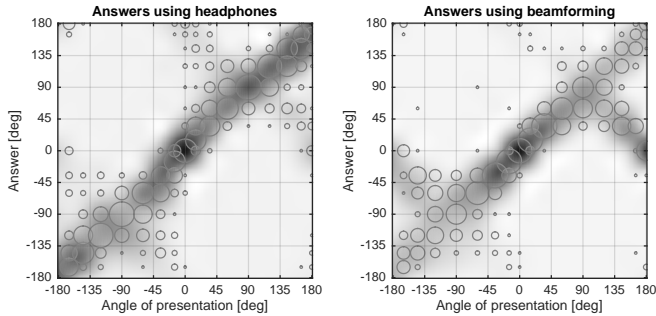 Answers using headphones
180
135
90
45
0
-45
-90
-135
-180
Answer [deg]
-180 -135 -90 -45 0 45 90 135 180
Angle of presentation [deg]
Answers using beamforming
180
135
90
45
0
-45
-90
-135
-180
Answer [deg]
-180 -135 -90 -45 0 45 90 135 180
Angle of presentation [deg]